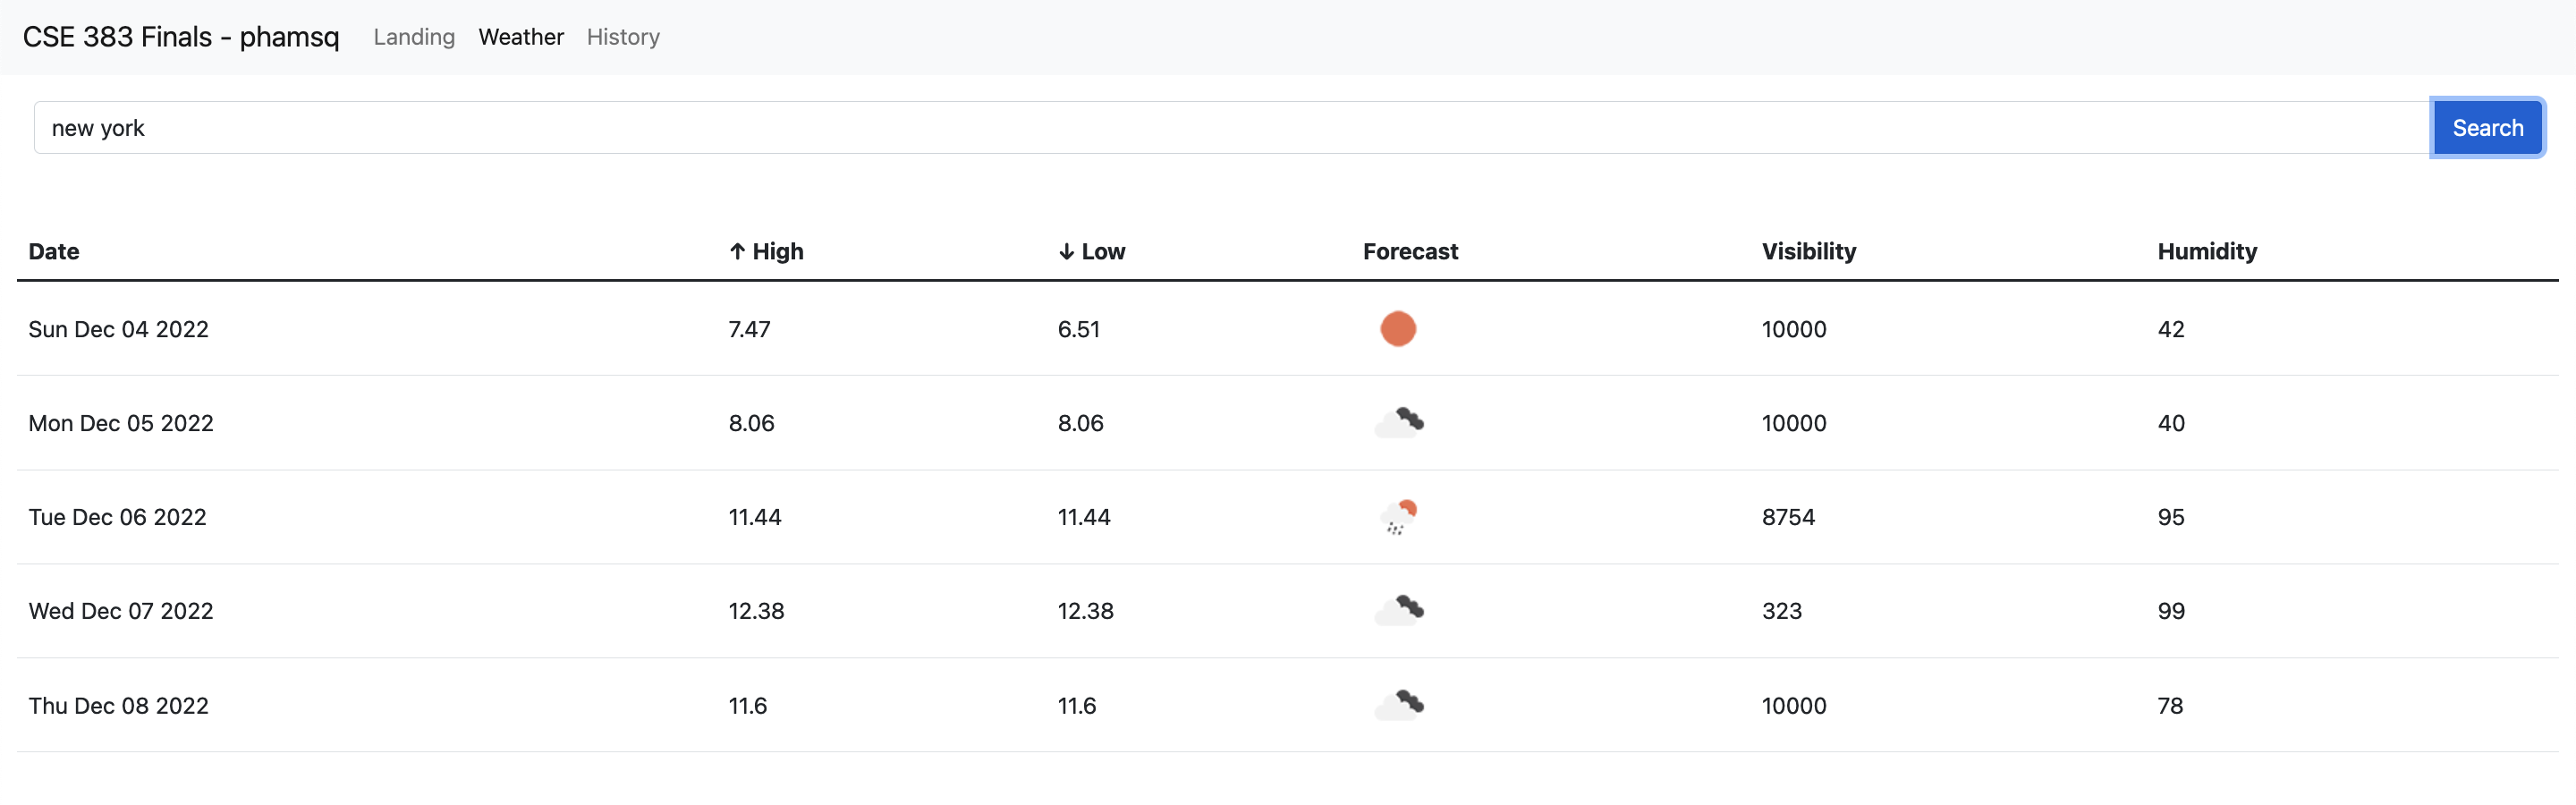 CSE 383 Finals - phamsq Landing Weather History
new york Search
Date ↑ High ↓ Low Forecast Visibility Humidity
Sun Dec 04 2022 7.47 6.51 10000 42
Mon Dec 05 2022 8.06 8.06 10000 40
Tue Dec 06 2022 11.44 11.44 8754 95
Wed Dec 07 2022 12.38 12.38 323 99
Thu Dec 08 2022 11.6 11.6 10000 78